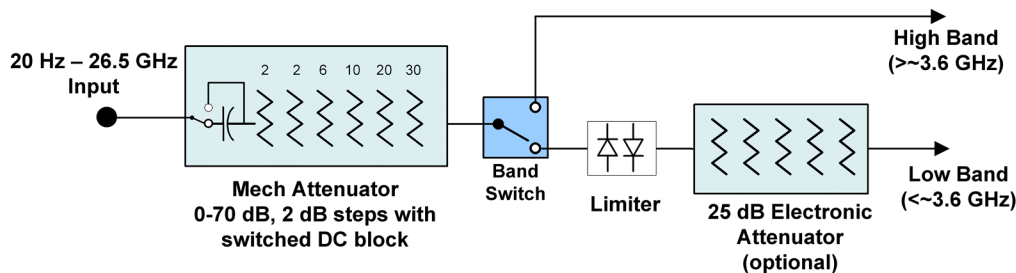 20 Hz – 26.5 GHz
Input
2 2 6 10 20 30
Mech Attenuator
0-70 dB, 2 dB steps with
switched DC block
Band
Switch
Limiter
25 dB Electronic
Attenuator
(optional)
High Band
(>~3.6 GHz)
Low Band
(<~3.6 GHz)